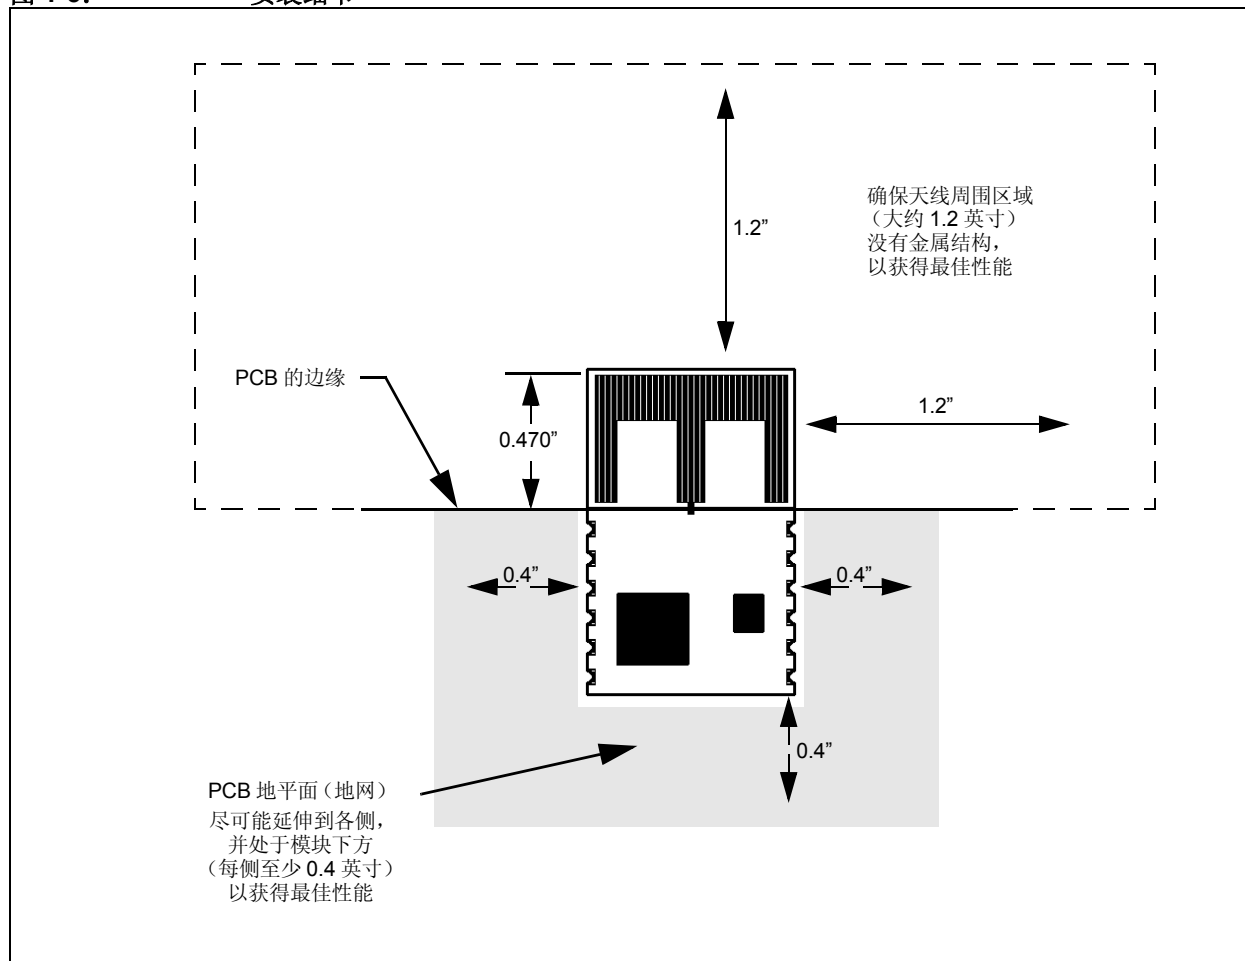 1.2”
确保天线周围区域
（大约 1.2 英寸）
没有金属结构，
以获得最佳性能
PCB 的边缘
1.2”
0.470”
0.4”
0.4”
0.4”
PCB 地平面（地网）
尽可能延伸到各侧，
并处于模块下方
（每侧至少 0.4 英寸）
以获得最佳性能